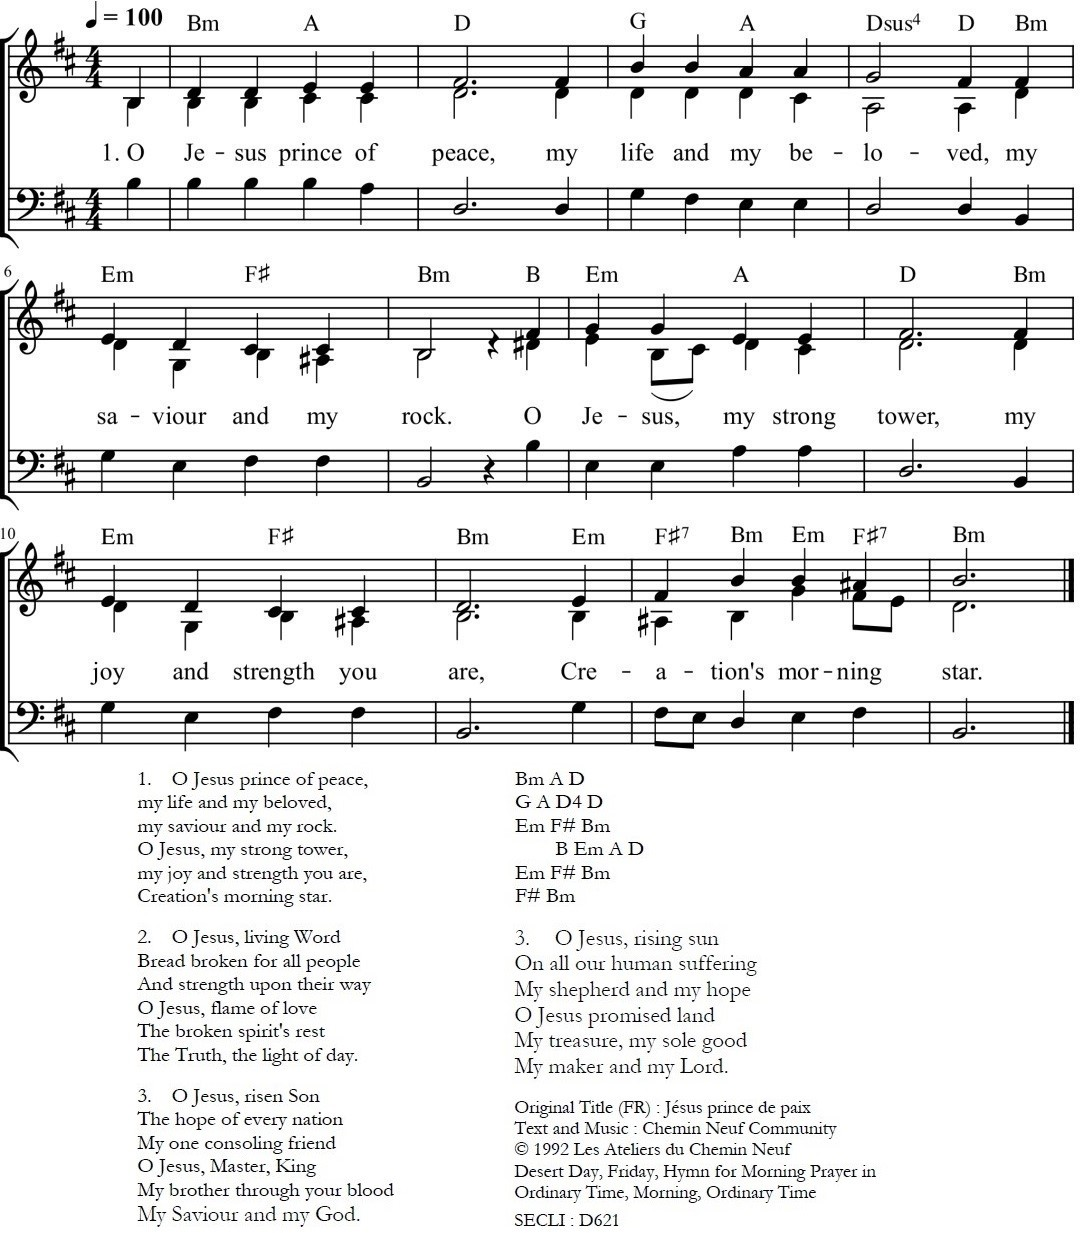 ♩ = 100
Bm A D G A Dsus4 D Bm
1. O Je - sus prince of peace, my life and my be - lo - ved, my
6
Em F♯ Bm B Em A D Bm
sa - viour and my rock. O Je - sus, my strong tower, my
10
Em F♯ Bm Em F♯7 Bm Em F♯7 Bm
joy and strength you are, Cre - a - tion's mor - ning star.
1. O Jesus prince of peace,
my life and my beloved,
my saviour and my rock.
O Jesus, my strong tower,
my joy and strength you are,
Creation's morning star.
Bm A D
G A D4 D
Em F# Bm
B Em A D
Em F# Bm
F# Bm
2. O Jesus, living Word
Bread broken for all people
And strength upon their way
O Jesus, flame of love
The broken spirit's rest
The Truth, the light of day.
3. O Jesus, risen Son
The hope of every nation
My one consoling friend
O Jesus, Master, King
My brother through your blood
My Saviour and my God.
3. O Jesus, rising sun
On all our human suffering
My shepherd and my hope
O Jesus promised land
My treasure, my sole good
My maker and my Lord.
Original Title (FR) : Jésus prince de paix
Text and Music : Chemin Neuf Community
© 1992 Les Ateliers du Chemin Neuf
Desert Day, Friday, Hymn for Morning Prayer in
Ordinary Time, Morning, Ordinary Time
SECLI : D621